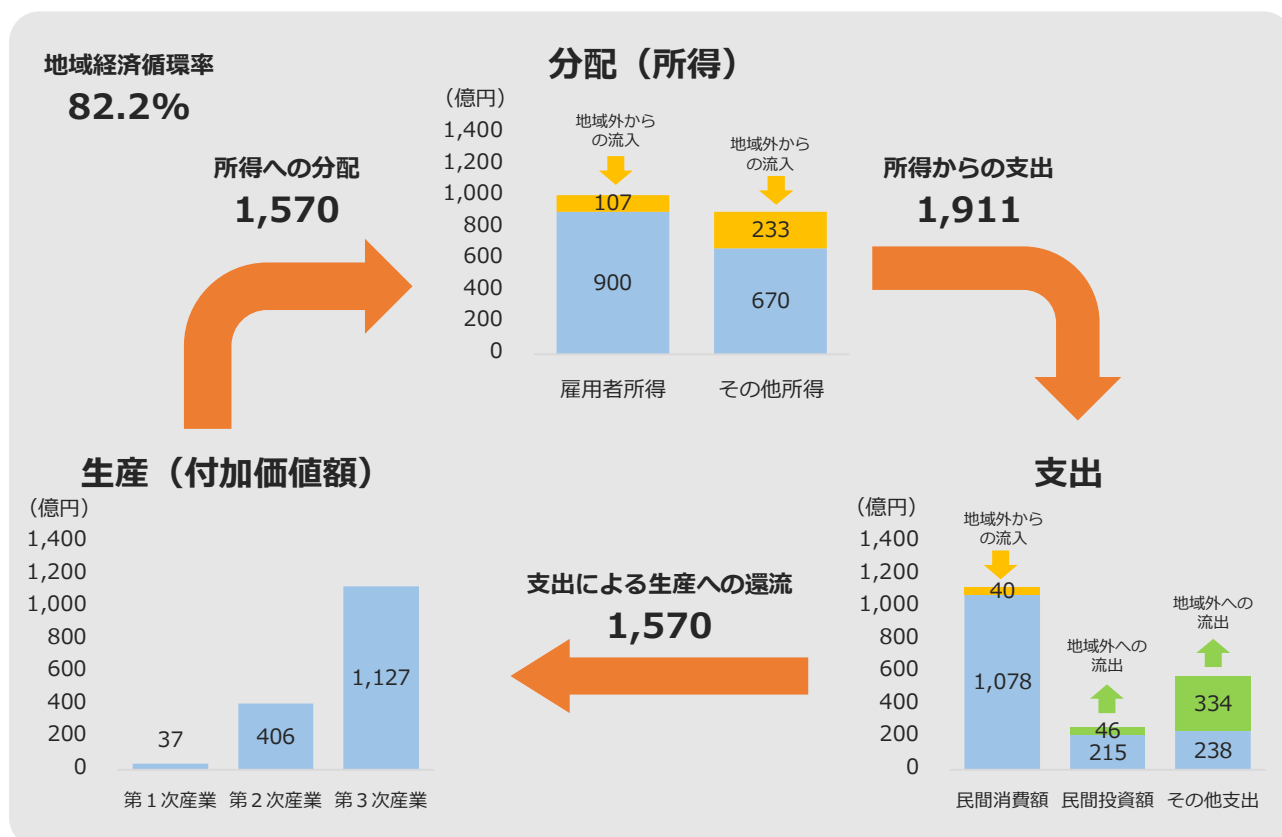 地域経済循環率
82.2%
分配（所得）
（億円）
1,400
1,200
1,000
800
600
400
200
0
地域外から
の流入
107
900
雇用者所得
地域外から
の流入
233
670
その他所得
所得への分配
1,570
所得からの支出
1,911
生産（付加価値額）
（億円）
1,400
1,200
1,000
800
600
400
200
0
37
406
1,127
第１次産業
第２次産業
第３次産業
支出による生産への還流
1,570
支出
（億円）
1,400
1,200
1,000
800
600
400
200
0
地域外から
の流入
40
1,078
民間消費額
地域外への
流出
46
215
民間投資額
地域外への
流出
334
238
その他支出